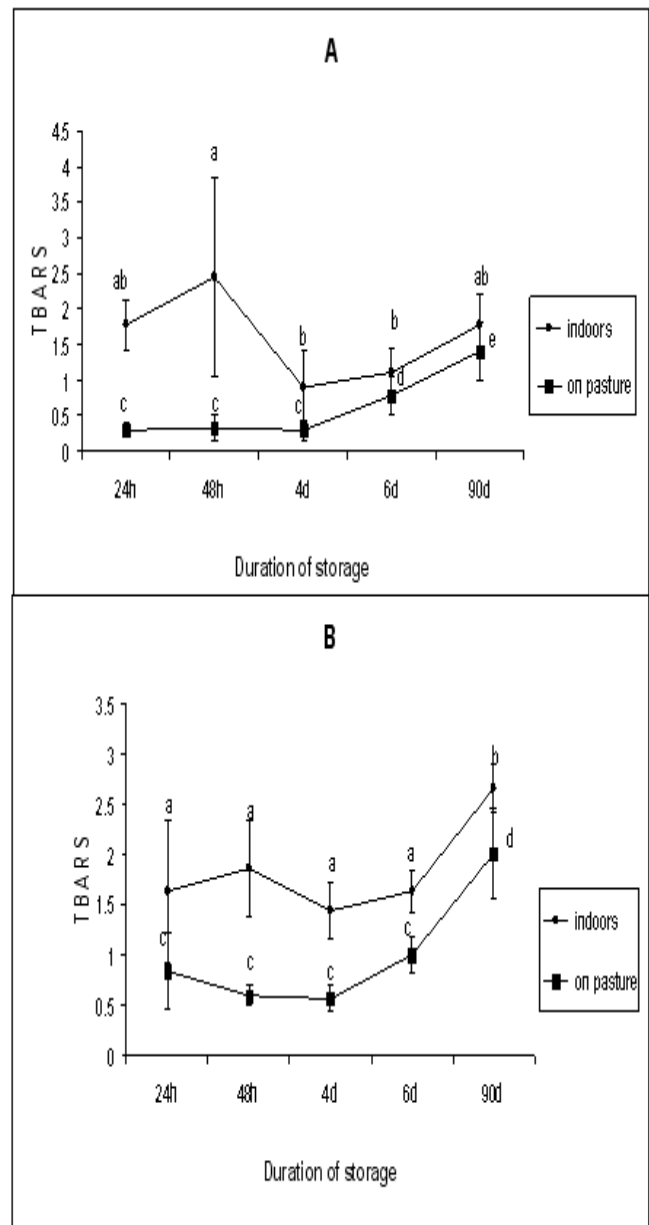 A
4.5
4
3.5
3
2.5
2
1.5
1
0.5
0
TBARS
ab
a
b
b
ab
c
c
c
d
e
24h
48h
4d
6d
90d
Duration of storage
indoors
on pasture
B
3.5
3
2.5
2
1.5
1
0.5
0
TBARS
a
a
a
a
b
c
c
c
c
d
24h
48h
4d
6d
90d
Duration of storage
indoors
on pasture